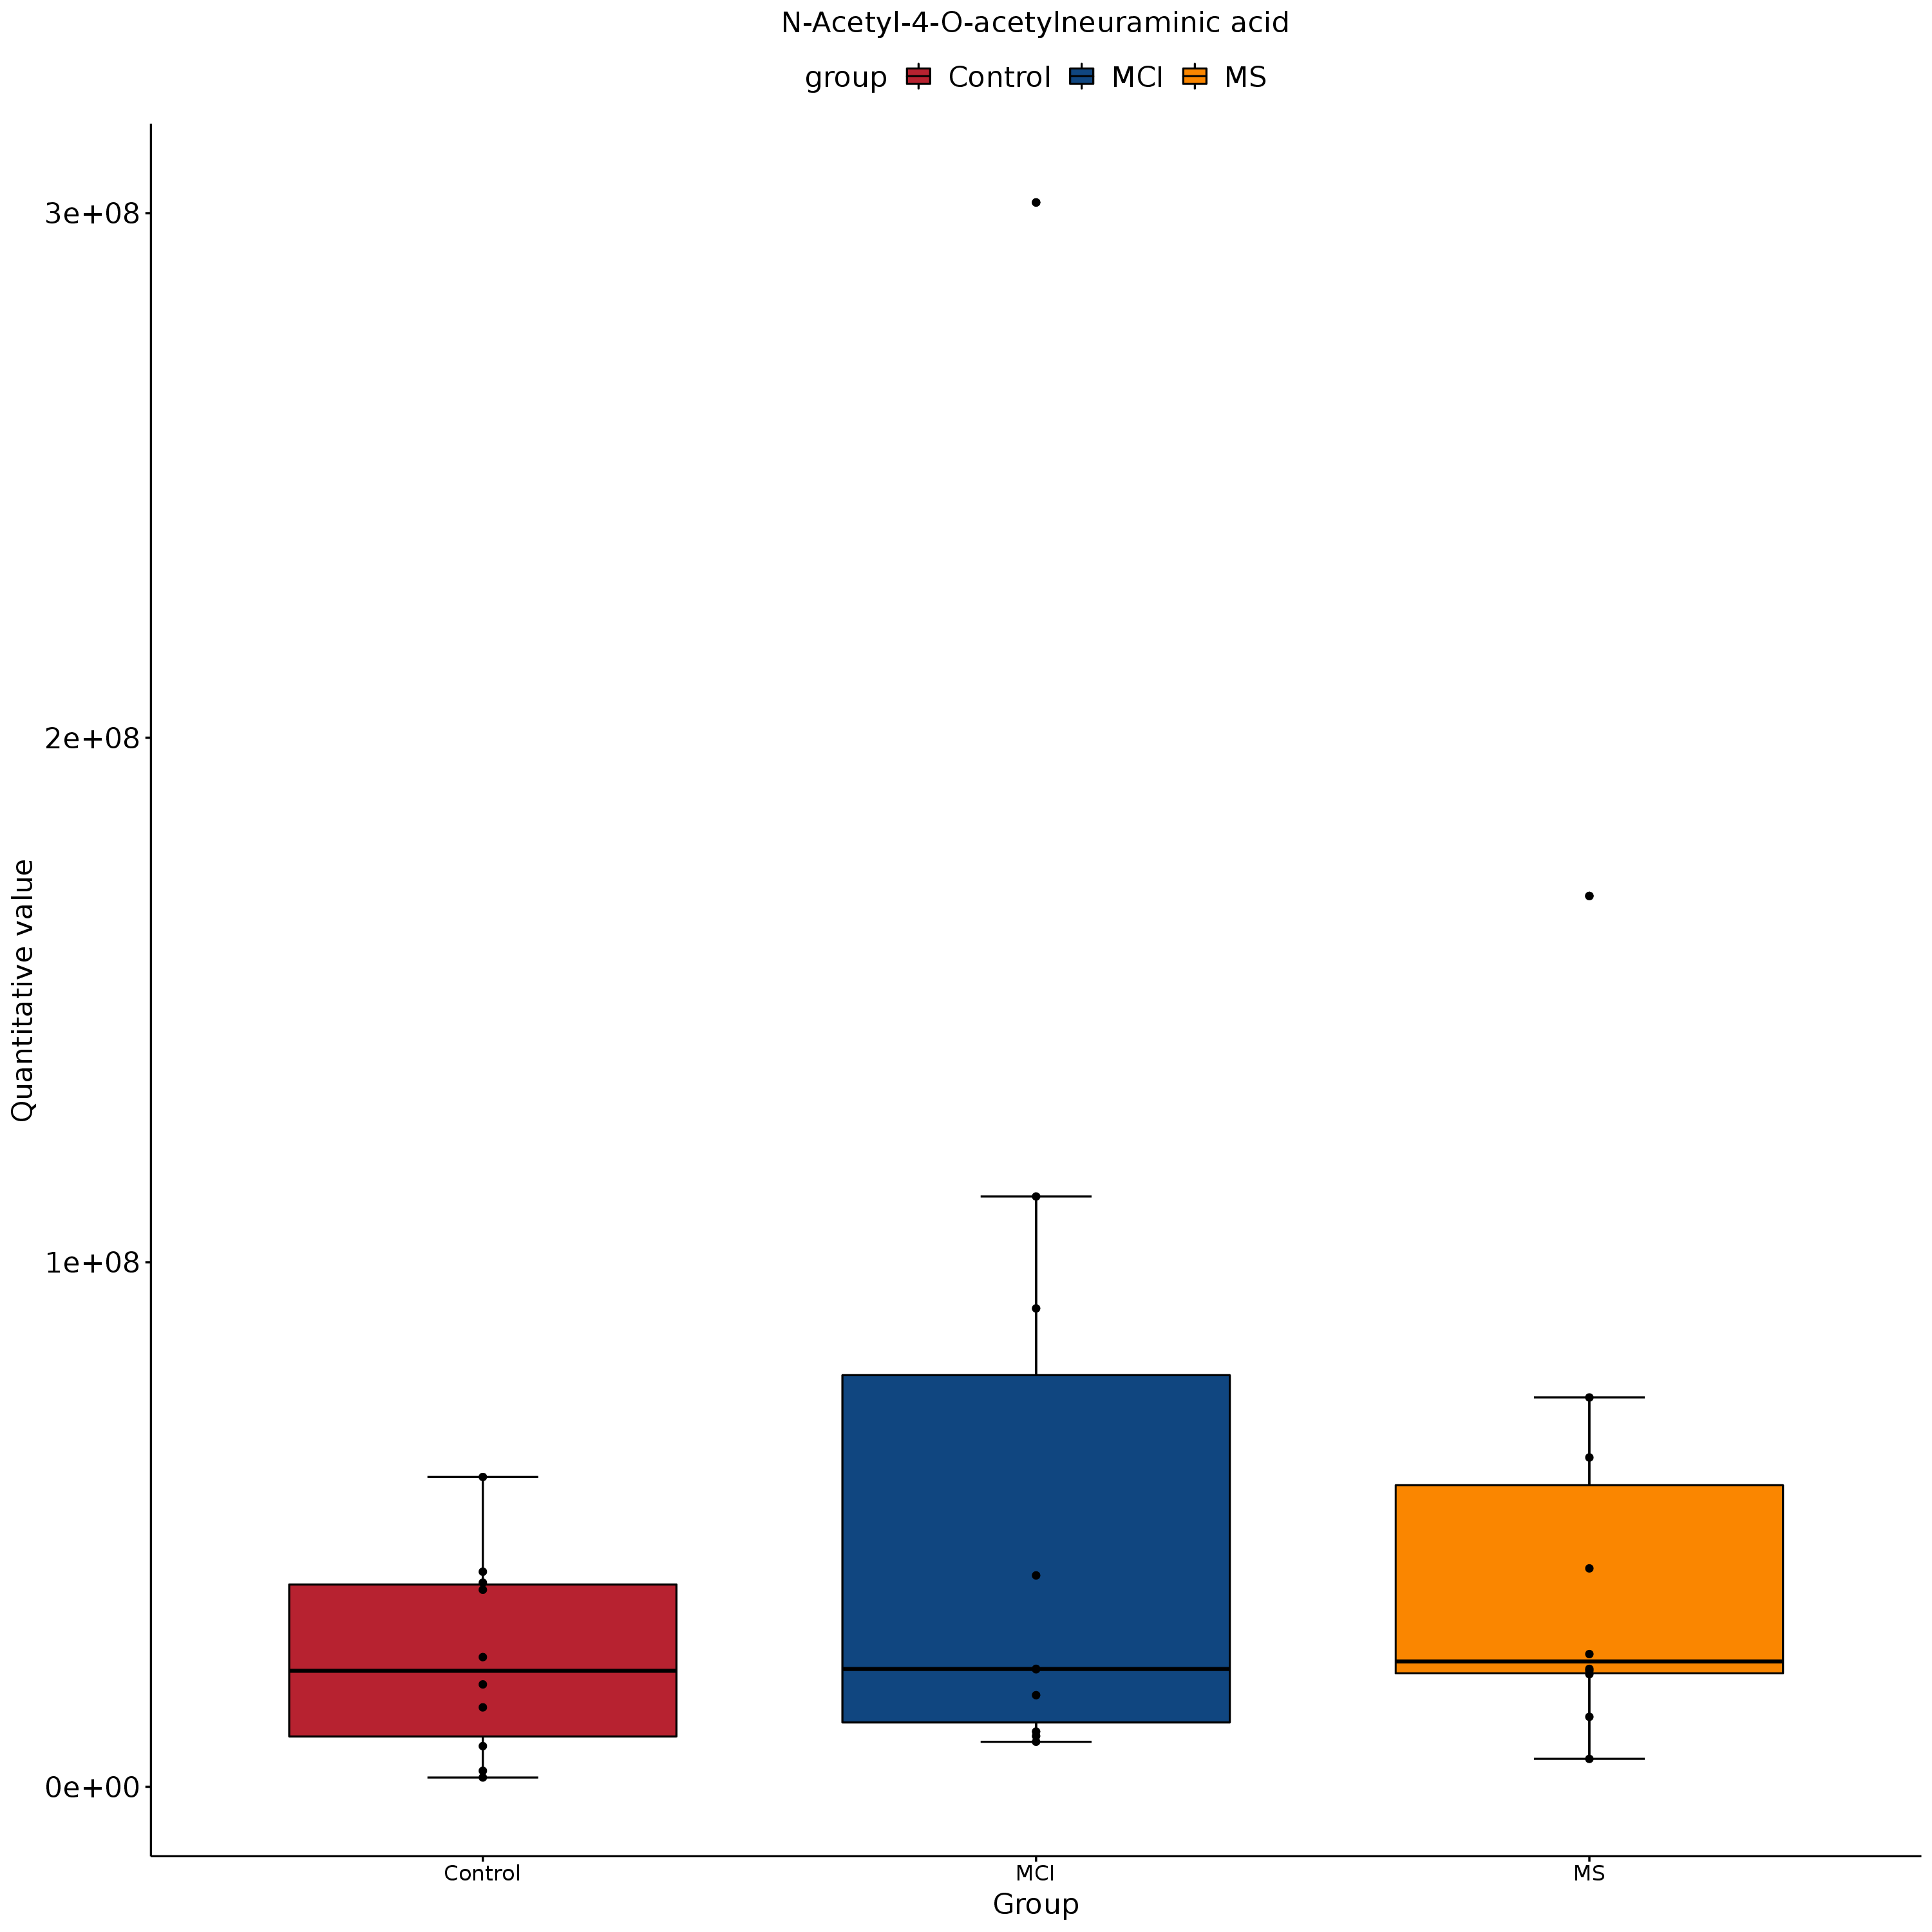 N-Acetyl-4-O-acetylneuraminic acid
group Control MCI MS
3e+08
2e+08
1e+08
0e+00
Quantitative value
Control MCI MS
Group